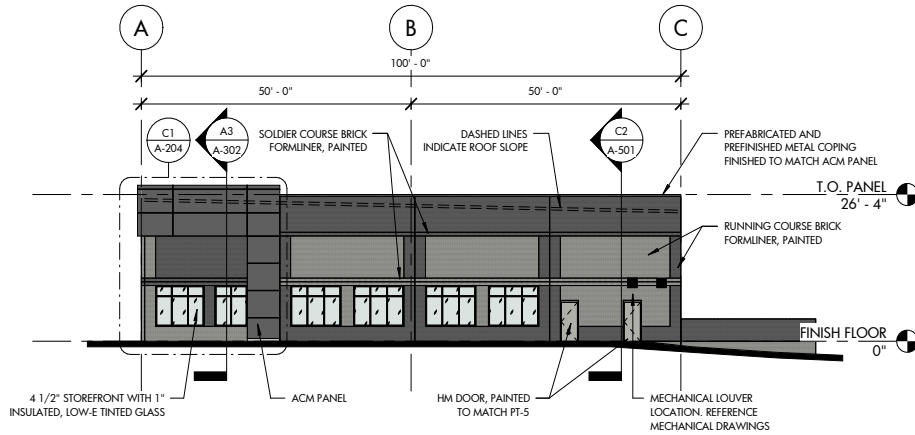 A
B
C
100' - 0"
50' - 0"
50' - 0"
C1
A-204
A3
A-302
SOLDIER COURSE BRICK
FORMLINER, PAINTED
DASHED LINES
INDICATE ROOF SLOPE
C2
A-501
PREFABRICATED AND
PREFINISHED METAL COPING
FINISHED TO MATCH ACM PANEL
T.O. PANEL
26' - 4"
RUNNING COURSE BRICK
FORMLINER, PAINTED
FINISH FLOOR
0"
4 1/2" STOREFRONT WITH 1"
INSULATED, LOW-E TINTED GLASS
ACM PANEL
HM DOOR, PAINTED
TO MATCH PT-5
MECHANICAL LOUVER
LOCATION. REFERENCE
MECHANICAL DRAWINGS